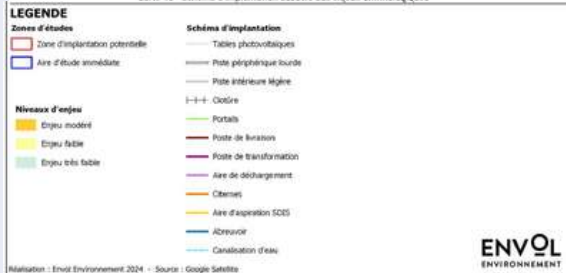 LEGENDE
Zones d'études
Zone d'implantation potentielle
Aire d'étude immédiate
Niveaux d'enjeu
Enjeu modéré
Enjeu faible
Enjeu très faible
Schéma d'implantation
Tables photovoltaïques
Piste périphérique lourde
Piste intérieure légère
Clotûre
Portails
Poste de livraison
Poste de transformation
Aire de déchargement
Citernes
Aire d'aspiration SDIS
Abreuvoir
Canalisation d'eau
Réalisation : Envol Environnement 2024 - Source : Google Satellite
ENVOL
ENVIRONNEMENT